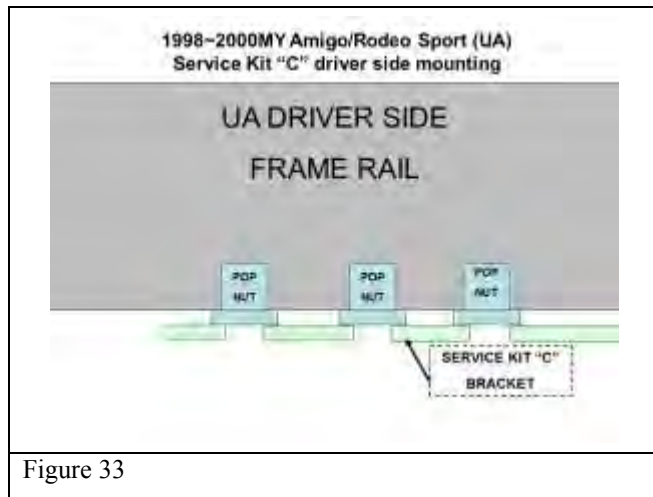 1998~2000MY Amigo/Rodeo Sport (UA)
Service Kit "C" driver side mounting
UA DRIVER SIDE
FRAME RAIL
POP
NUT
POP
NUT
POP
NUT
SERVICE KIT "C"
BRACKET
Figure 33